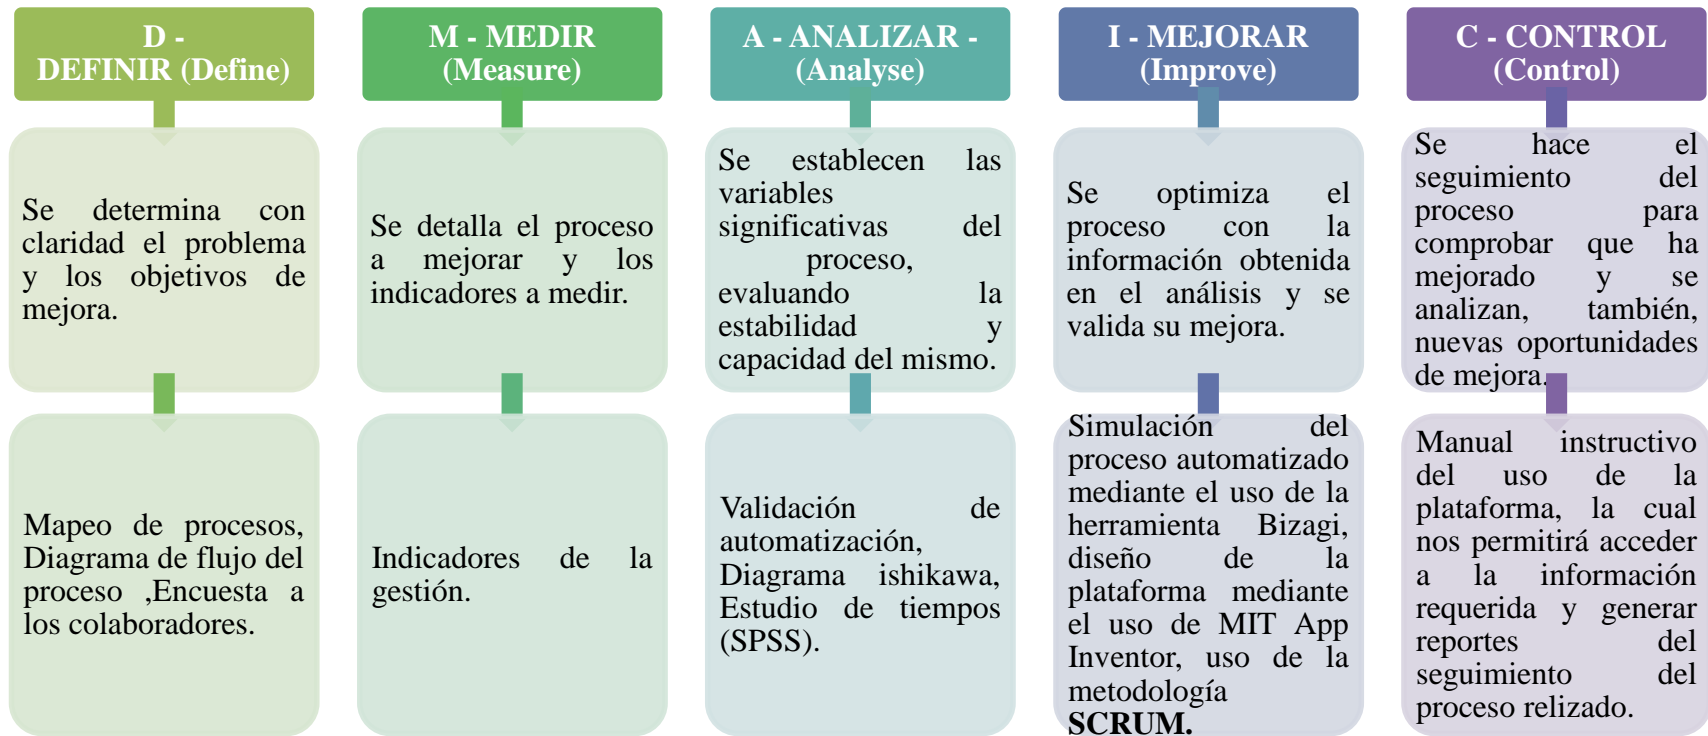 D -
DEFINIR (Define)
Se determina con
claridad el problema
y los objetivos de
mejora.
Mapeo de procesos,
Diagrama de flujo del
proceso ,Encuesta a
los colaboradores.
M - MEDIR
(Measure)
Se detalla el proceso
a mejorar y los
indicadores a medir.
Indicadores de la
gestión.
A - ANALIZAR -
(Analyse)
Se establecen las
variables
significativas del
proceso,
evaluando la
estabilidad y
capacidad del mismo.
Validación de
automatización,
Diagrama ishikawa,
Estudio de tiempos
(SPSS).
I - MEJORAR
(Improve)
Se optimiza el
proceso con la
información obtenida
en el análisis y se
valida su mejora.
Simulación del
proceso automatizado
mediante el uso de la
herramienta Bizagi,
diseño de la
plataforma mediante
el uso de MIT App
Inventor, uso de la
metodología
SCRUM.
C - CONTROL
(Control)
Se hace el
seguimiento del
proceso para
comprobar que ha
mejorado y se
analizan, también,
nuevas oportunidades
de mejora.
Manual instructivo
del uso de la
plataforma, la cual
nos permitirá acceder
a la información
requerida y generar
reportes del
seguimiento del
proceso relizado.